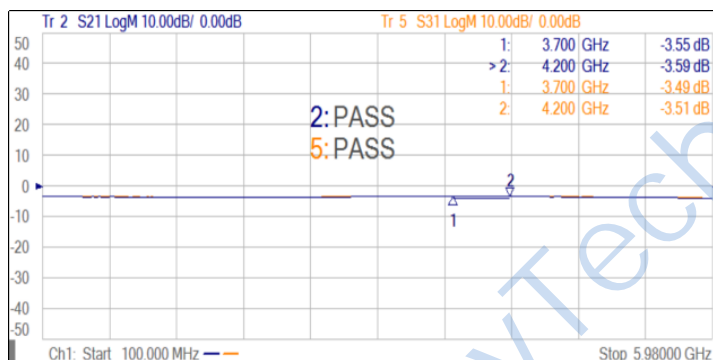 Tr 2 S21 LogM 10.00dB/ 0.00dB
Tr 5 S31 LogM 10.00dB/ 0.00dB
1: 3.700 GHz -3.55 dB
> 2: 4.200 GHz -3.59 dB
1: 3.700 GHz -3.49 dB
2: 4.200 GHz -3.51 dB
2: PASS
5: PASS
50
40
30
20
10
0
-10
-20
-30
-40
-50
2
1
Ch1: Start 100.000 MHz
Stop 5.98000 GHz